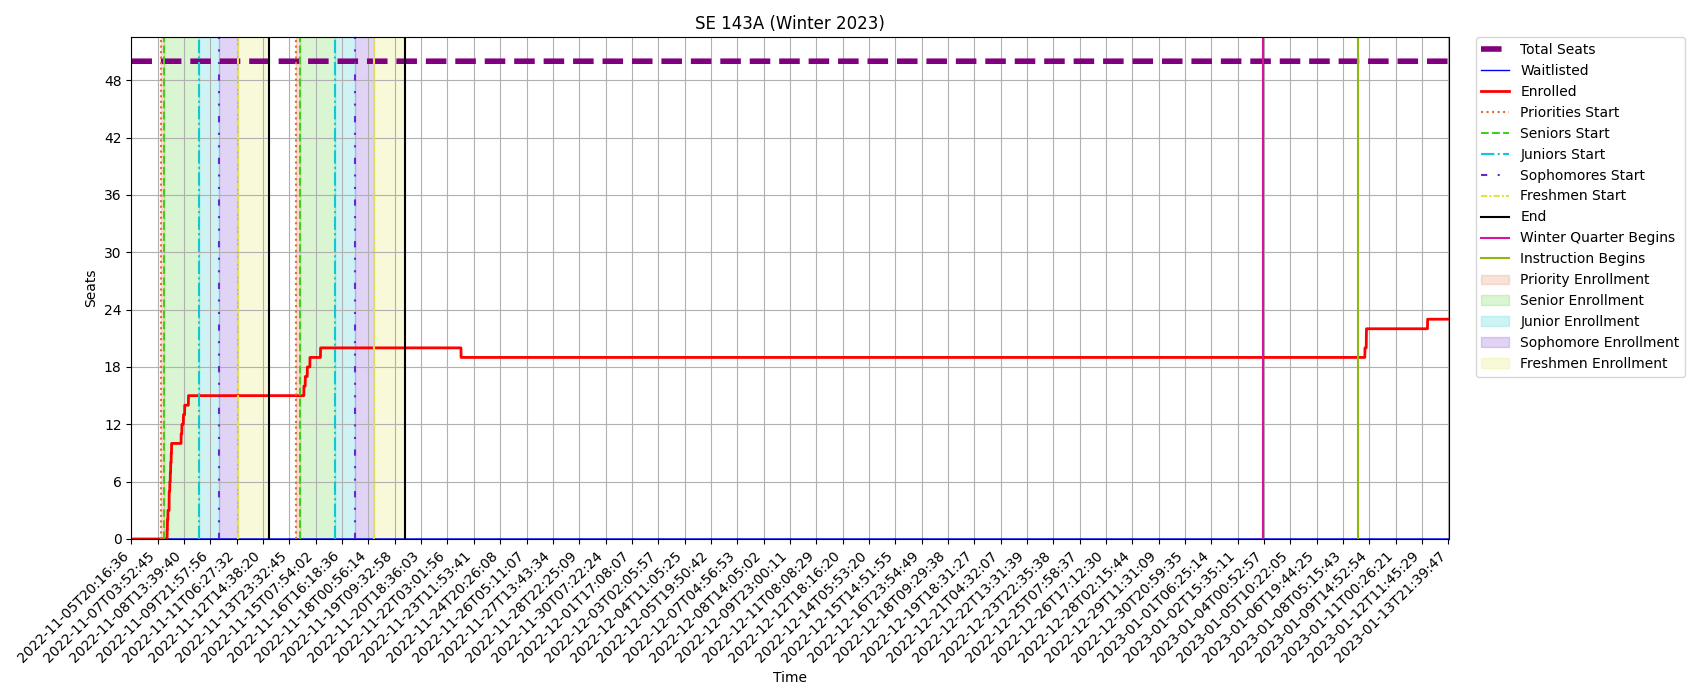 SE 143A (Winter 2023)
Seats
48
42
36
30
24
18
12
6
0
2022-11-05T20:16:36
2022-11-07T03:52:45
2022-11-08T13:39:40
2022-11-09T21:57:56
2022-11-11T06:27:32
2022-11-12T14:38:20
2022-11-13T23:32:45
2022-11-15T07:54:02
2022-11-16T16:18:36
2022-11-18T00:56:14
2022-11-19T09:32:58
2022-11-20T18:36:03
2022-11-22T03:01:56
2022-11-23T11:53:41
2022-11-24T20:26:08
2022-11-26T05:11:07
2022-11-27T13:43:34
2022-11-28T22:25:09
2022-11-30T07:22:24
2022-12-01T17:08:07
2022-12-03T02:05:57
2022-12-04T11:05:25
2022-12-05T19:50:42
2022-12-07T04:56:53
2022-12-08T14:05:02
2022-12-09T23:00:11
2022-12-11T08:08:29
2022-12-12T18:16:20
2022-12-14T05:53:20
2022-12-15T14:51:55
2022-12-16T23:54:49
2022-12-18T09:29:38
2022-12-19T18:31:27
2022-12-21T04:32:07
2022-12-22T13:31:39
2022-12-23T22:35:38
2022-12-25T07:58:37
2022-12-26T17:12:30
2022-12-28T02:15:44
2022-12-29T11:31:09
2022-12-30T20:59:35
2023-01-01T06:25:14
2023-01-02T15:35:11
2023-01-04T00:52:57
2023-01-05T10:22:05
2023-01-06T19:44:25
2023-01-08T05:15:43
2023-01-09T14:52:54
2023-01-11T00:26:21
2023-01-12T11:45:29
2023-01-13T21:39:47
Time
Total Seats
Waitlisted
Enrolled
Priorities Start
Seniors Start
Juniors Start
Sophomores Start
Freshmen Start
End
Winter Quarter Begins
Instruction Begins
Priority Enrollment
Senior Enrollment
Junior Enrollment
Sophomore Enrollment
Freshmen Enrollment